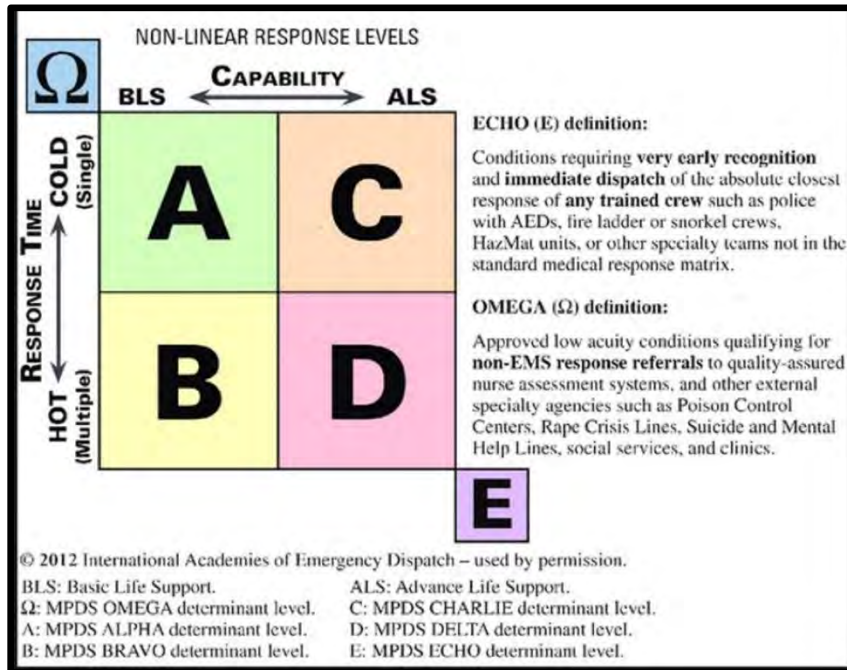 NON-LINEAR RESPONSE LEVELS
Ω
CAPABILITY
BLS
ALS
RESPONSE TIME
COLD
(Single)
HOT
(Multiple)
A
C
B
D
E
ECHO (E) definition:
Conditions requiring very early recognition
and immediate dispatch of the absolute closest
response of any trained crew such as police
with AEDs, fire ladder or snorkel crews,
HazMat units, or other specialty teams not in the
standard medical response matrix.
OMEGA (Ω) definition:
Approved low acuity conditions qualifying for
non-EMS response referrals to quality-assured
nurse assessment systems, and other external
specialty agencies such as Poison Control
Centers, Rape Crisis Lines, Suicide and Mental
Help Lines, social services, and clinics.
© 2012 International Academies of Emergency Dispatch – used by permission.
BLS: Basic Life Support.
Ω: MPDS OMEGA determinant level.
A: MPDS ALPHA determinant level.
B: MPDS BRAVO determinant level.
ALS: Advance Life Support.
C: MPDS CHARLIE determinant level.
D: MPDS DELTA determinant level.
E: MPDS ECHO determinant level.